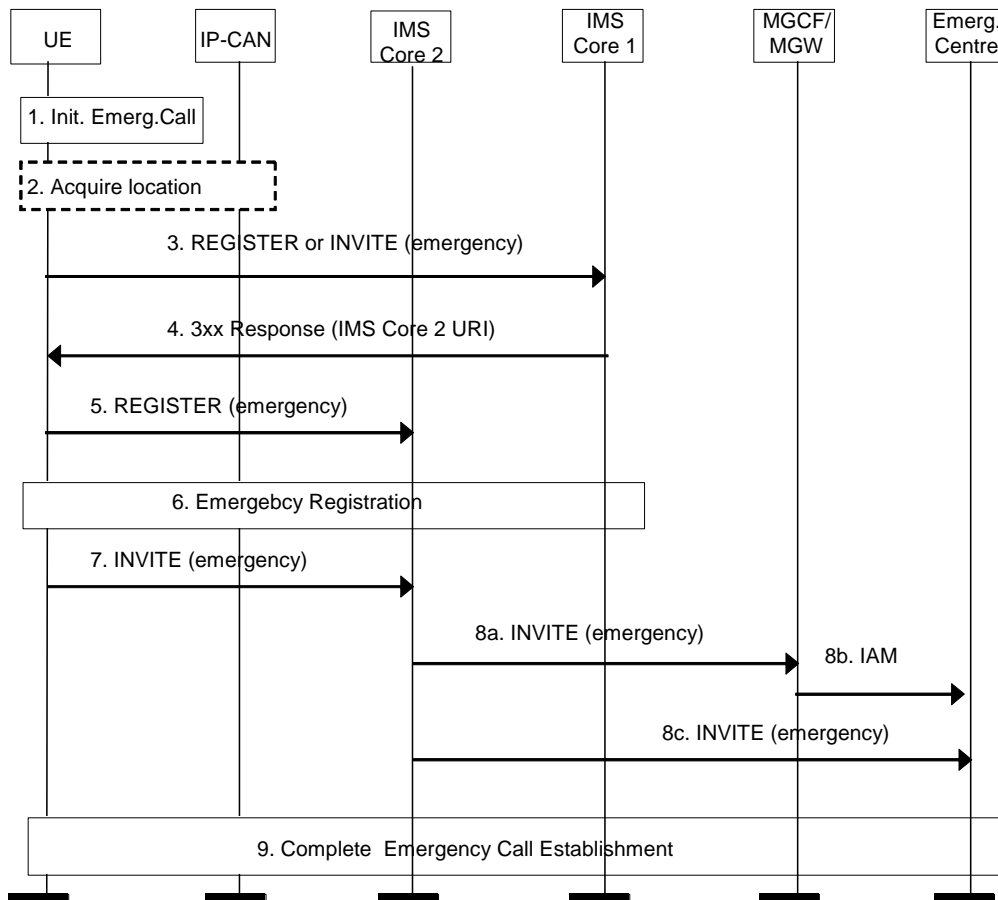 UE
IP-CAN
IMS
Core 2
IMS
Core 1
MGCF/
MGW
Emerg.
Centre
1. Init. Emerg.Call
2. Acquire location
3. REGISTER or INVITE (emergency)
4. 3xx Response (IMS Core 2 URI)
5. REGISTER (emergency)
6. Emergebcy Registration
7. INVITE (emergency)
8a. INVITE (emergency)
8b. IAM
8c. INVITE (emergency)
9. Complete  Emergency Call Establishment